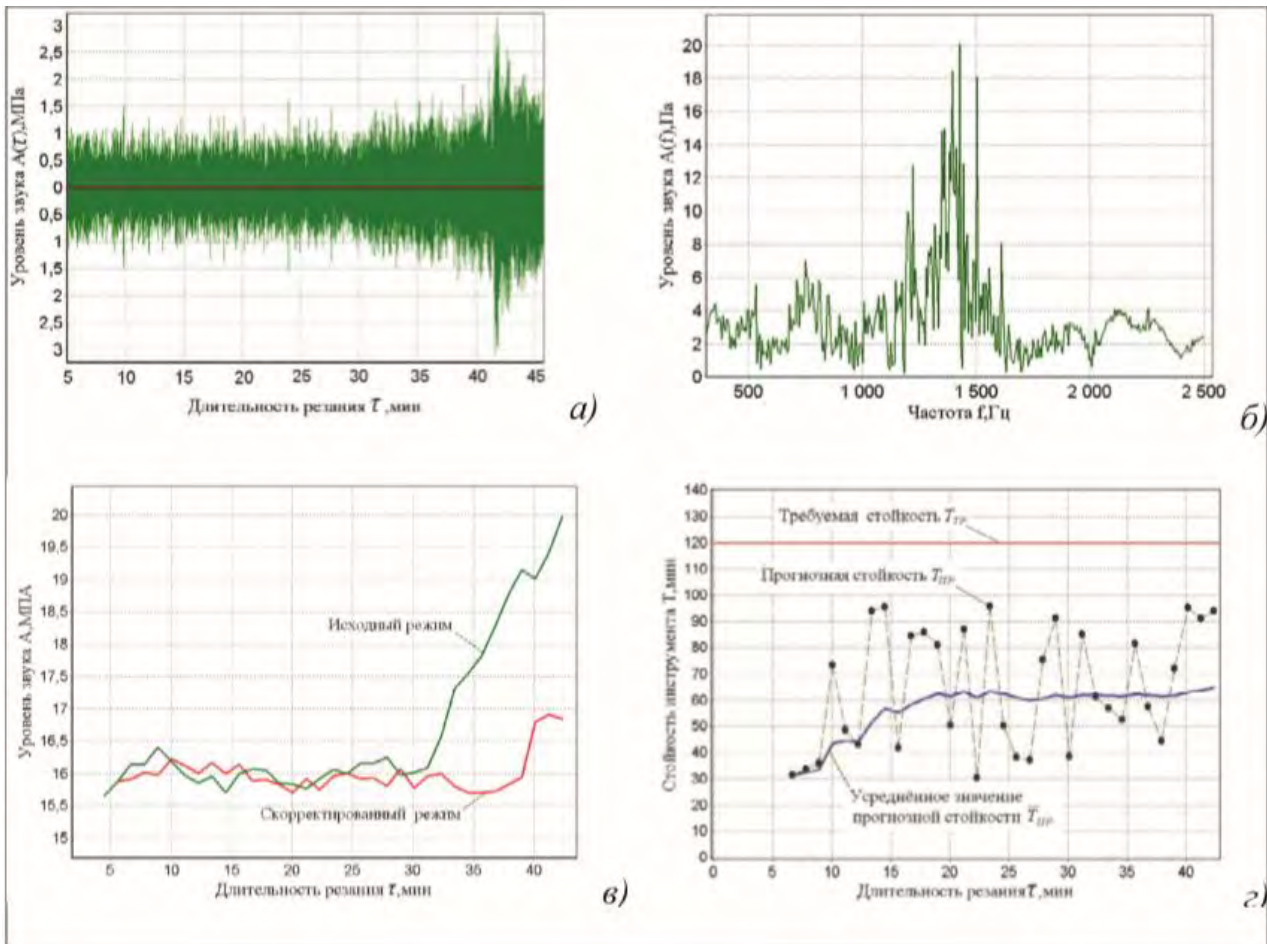 Уровень звука A(τ),МПа
3
2,5
2
1,5
1
0,5
0
0,5
1
1,5
2
2,5
3
5 10 15 20 25 30 35 40 45
Длительность резания τ ,мин
а)
Уровень звука A(f),Па
20
18
16
14
12
10
8
6
4
2
0
500 1 000 1 500 2 000 2 500
Частота f,Гц
б)
Уровень звука А,МПА
20
19,5
19
18,5
18
17,5
17
16,5
16
15,5
15
Исходный режим
Скорректированный режим
5 10 15 20 25 30 35 40
Длительность резания τ,мин
в)
Стойкость инструмента Т,мин
140
130
120
110
100
90
80
70
60
50
40
30
20
10
0
Требуемая стойкость TТР
Прогнозная стойкость TПР
Усреднённое значение
прогнозной стойкости T̅ПР
0 5 10 15 20 25 30 35 40
Длительность резания τ,мин
г)